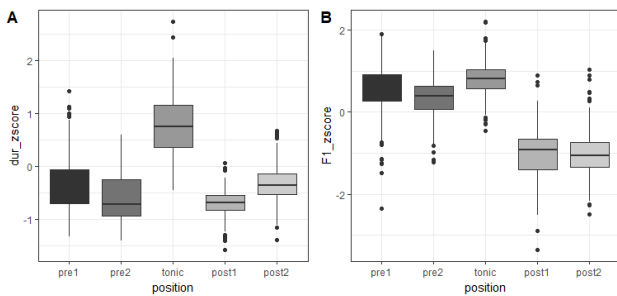 A
dur_zscore
2
1
0
-1
pre1 pre2 tonic post1 post2
position
B
F1_zscore
2
0
-2
pre1 pre2 tonic post1 post2
position